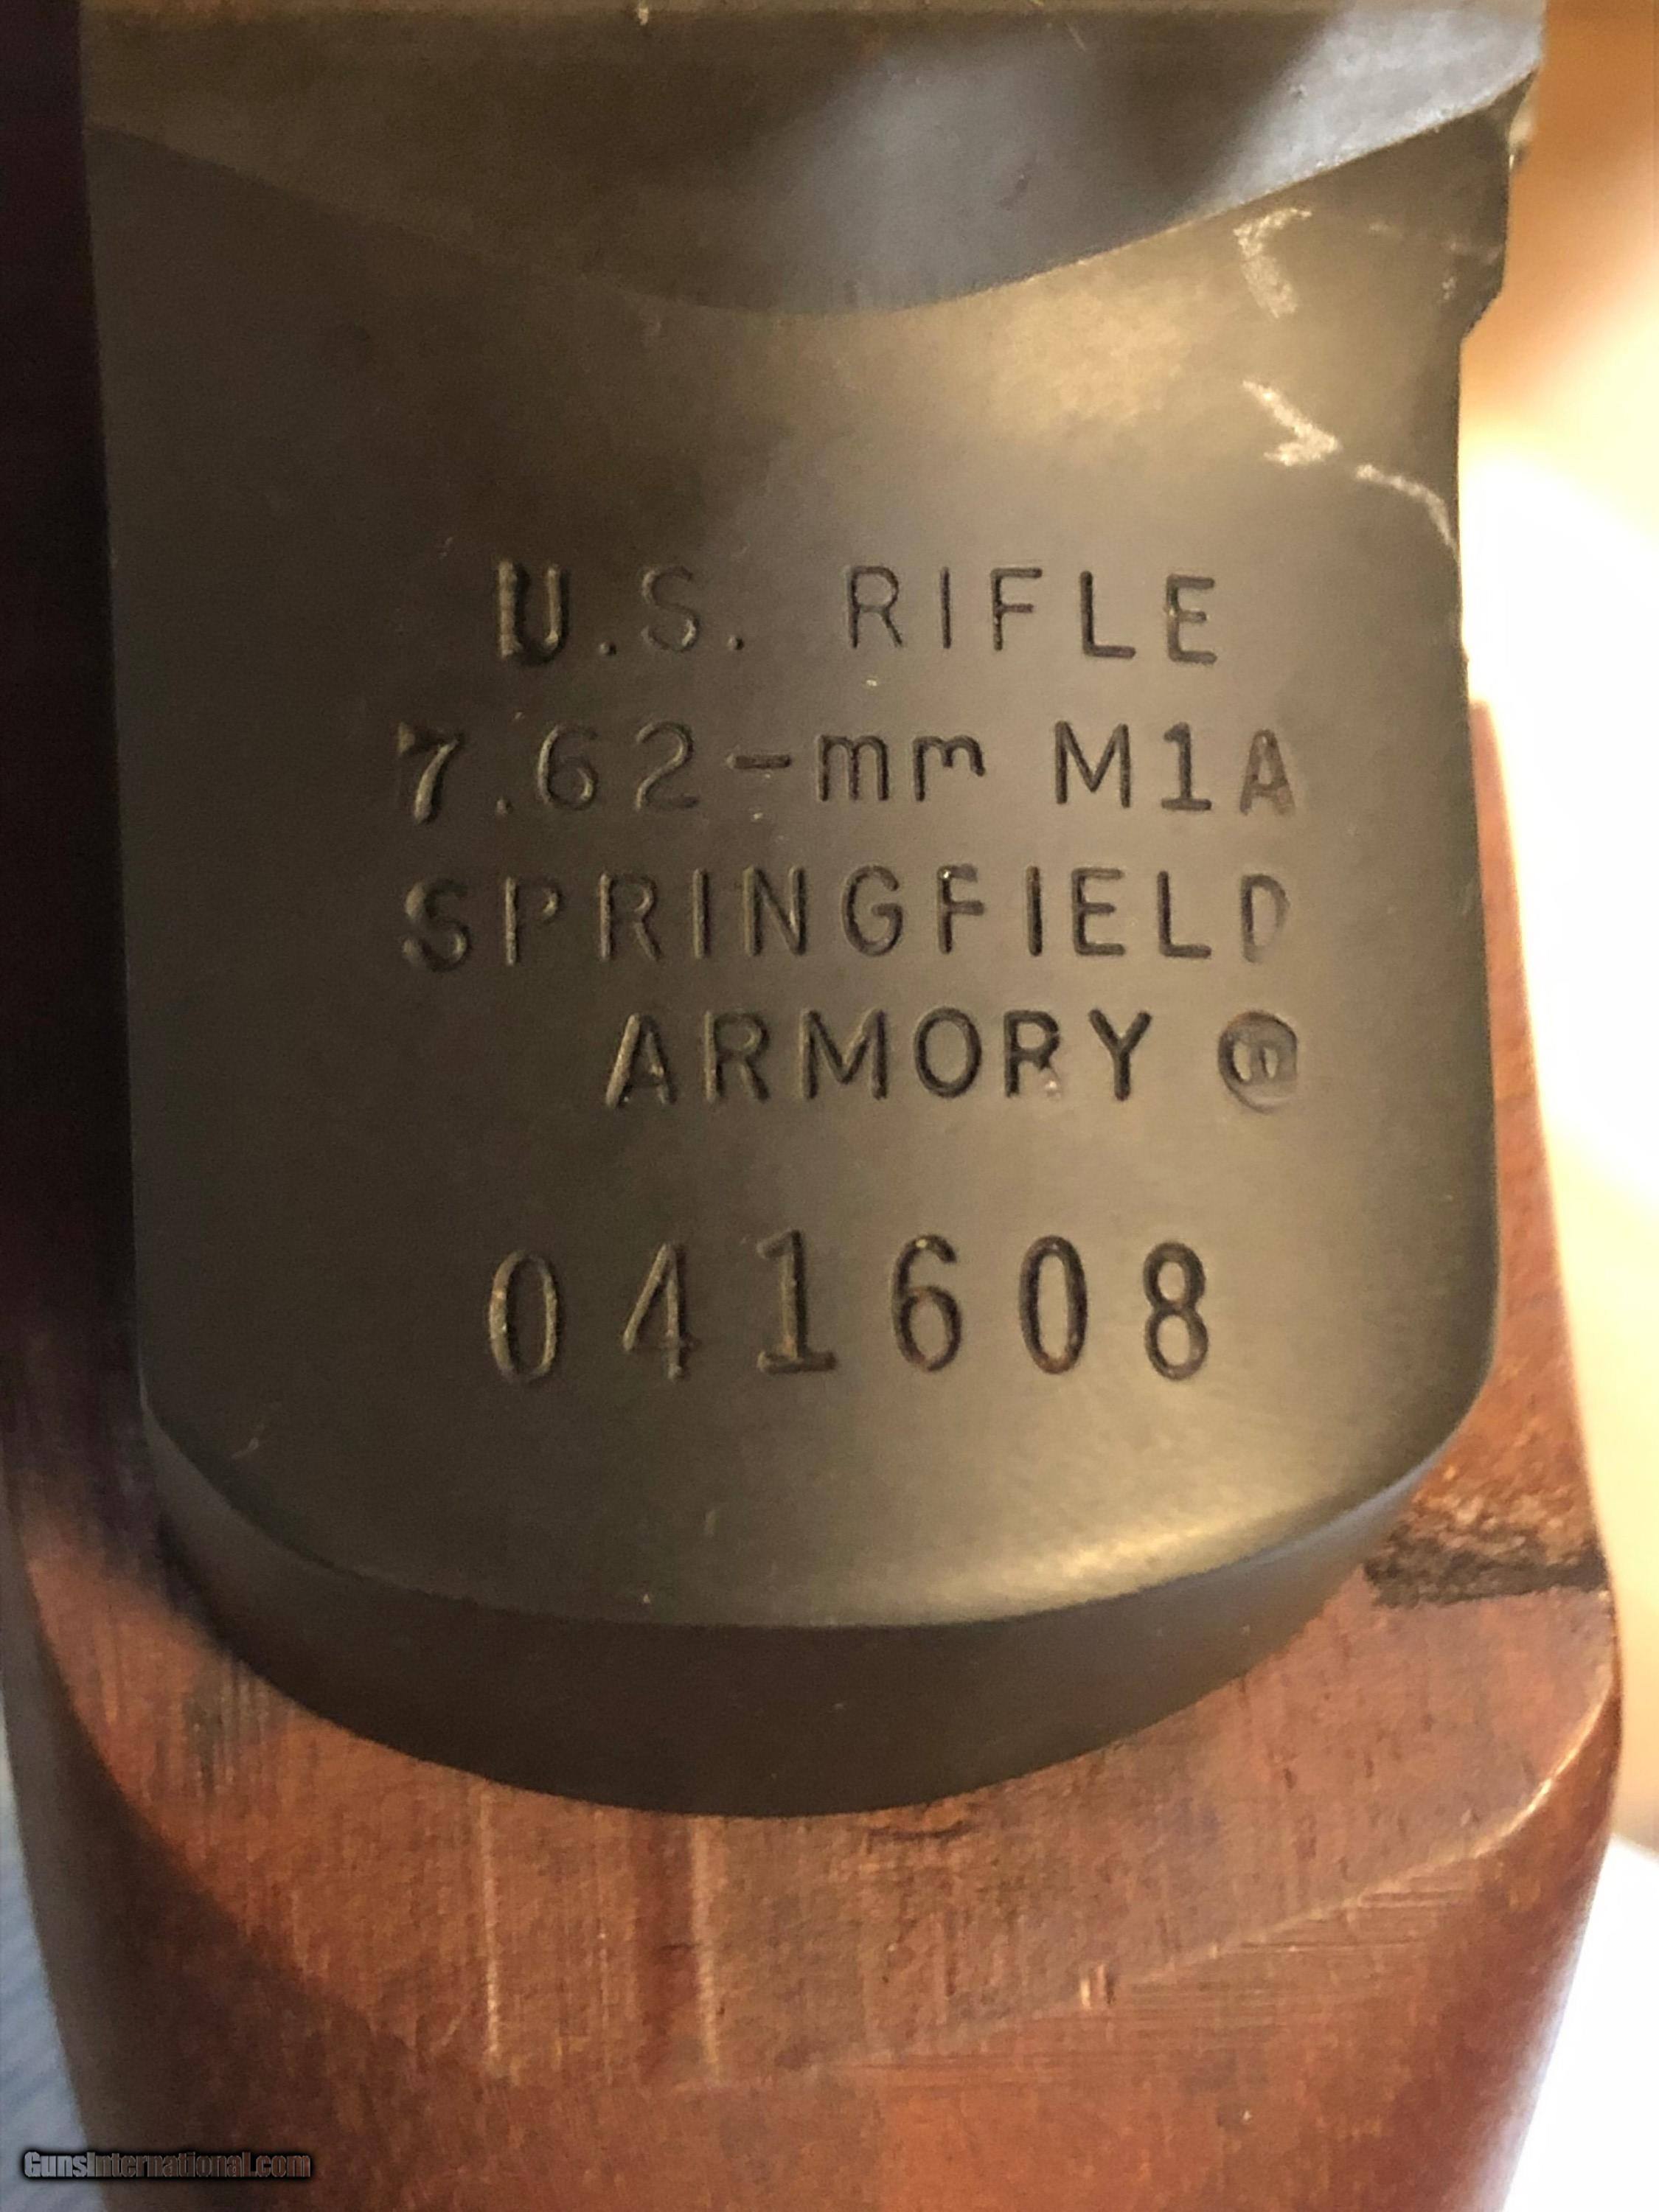 U.S. RIFLE
7.62-mm M1A
SPRINGFIELD
ARMORY ®
041608
GunsInternational.com